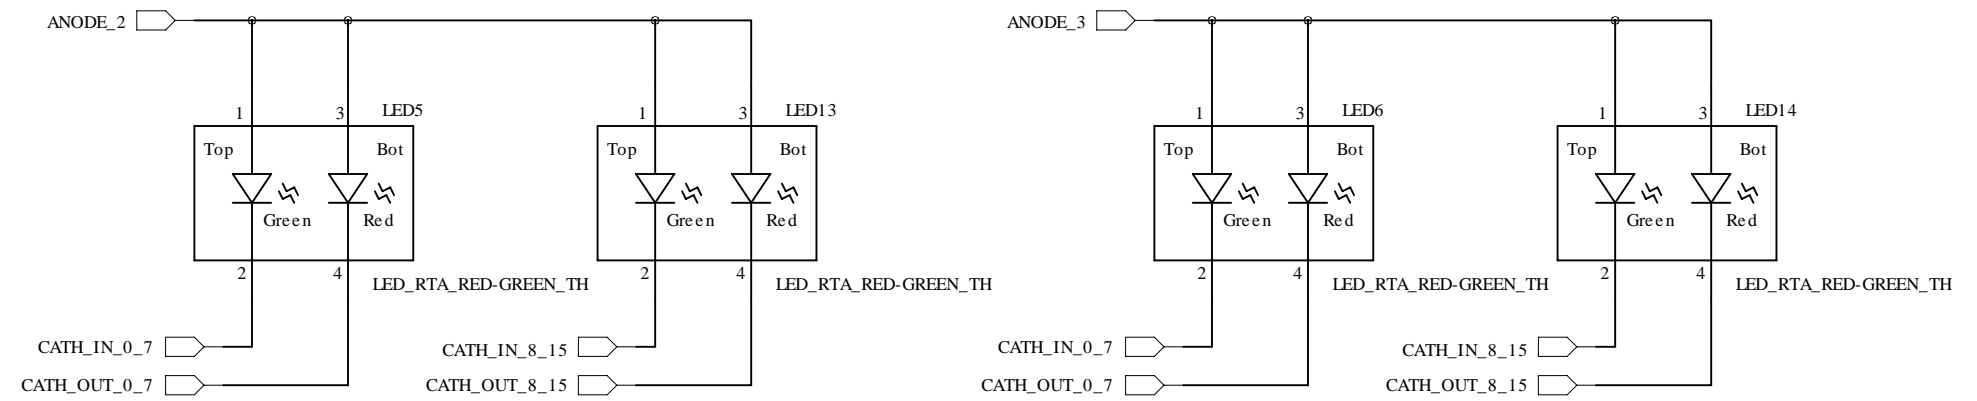 ANODE_2
ANODE_3
1 3 LED5
1 3 LED13
1 3 LED6
1 3 LED14
Top Bot
Top Bot
Top Bot
Top Bot
Green Red
Green Red
Green Red
Green Red
2 4 LED_RTA_RED-GREEN_TH
2 4 LED_RTA_RED-GREEN_TH
2 4 LED_RTA_RED-GREEN_TH
2 4 LED_RTA_RED-GREEN_TH
CATH_IN_0_7
CATH_IN_8_15
CATH_IN_0_7
CATH_IN_8_15
CATH_OUT_0_7
CATH_OUT_8_15
CATH_OUT_0_7
CATH_OUT_8_15